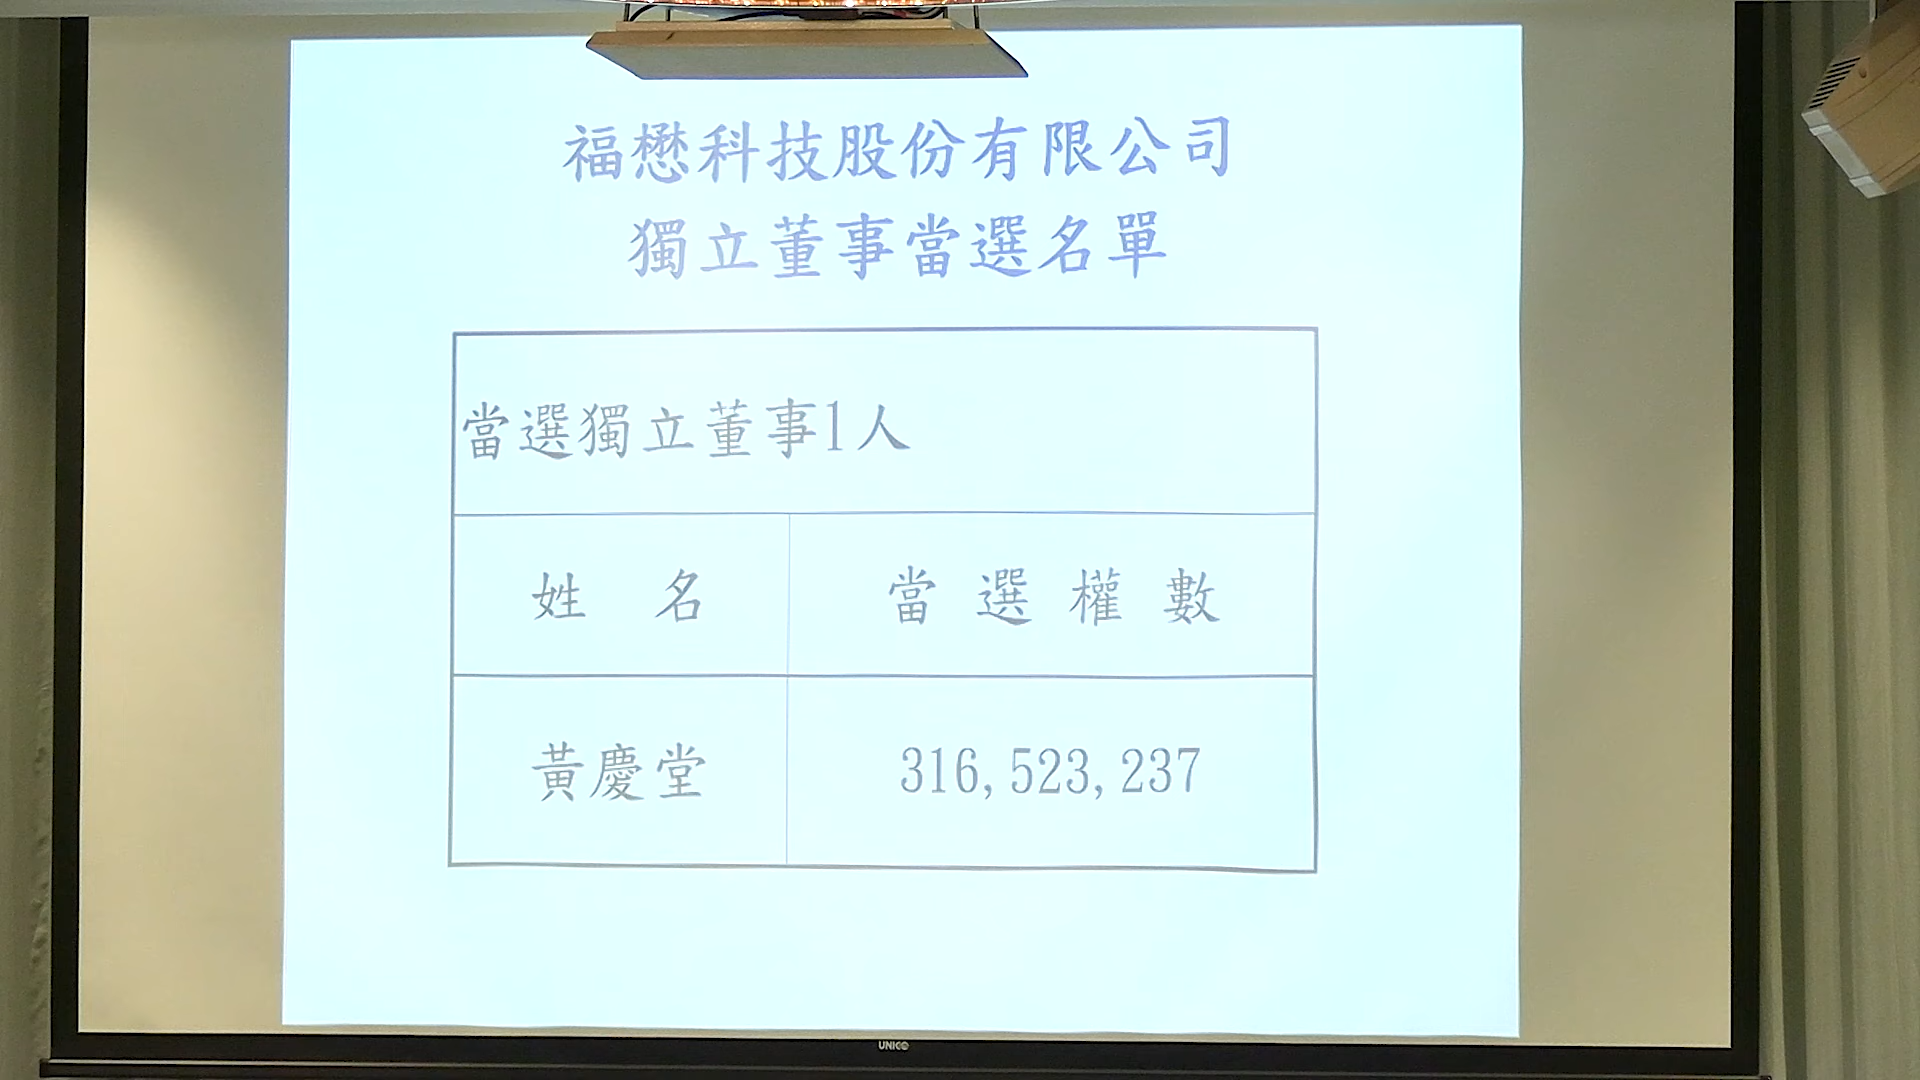 福懋科技股份有限公司
獨立董事當選名單
當選獨立董事1人
姓 名 當 選 權 數
黃慶堂 316,523,237
UNICO